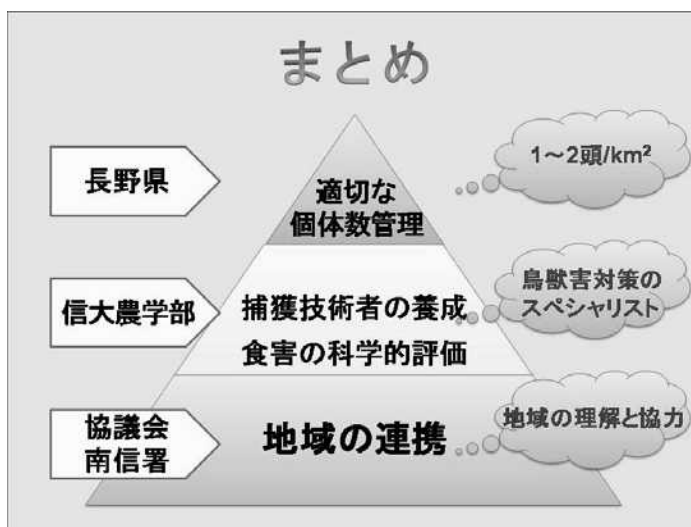 まとめ
長野県
適切な
個体数管理
1～2頭/km²
信大農学部
捕獲技術者の養成
食害の科学的評価
鳥獣害対策の
スペシャリスト
協議会
南信署
地域の連携
地域の理解と協力